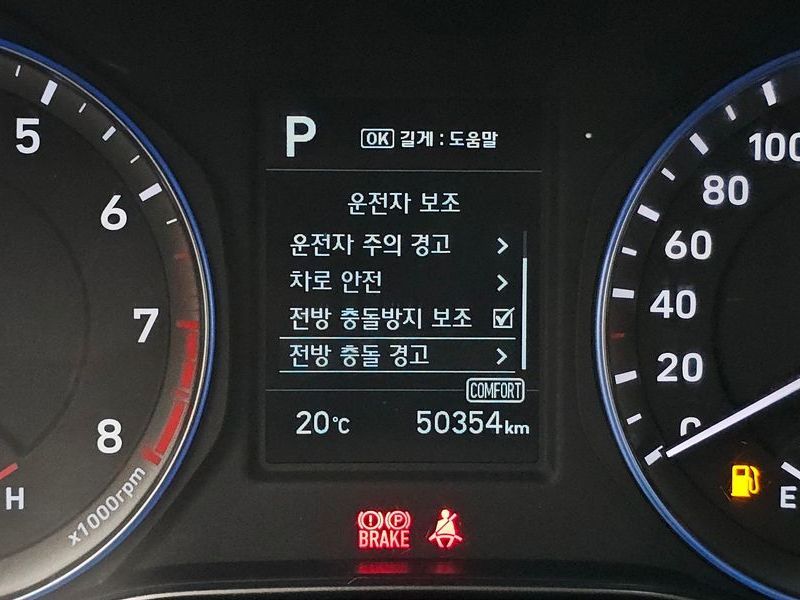 P
OK 길게 : 도움말
운전자 보조
운전자 주의 경고
차로 안전
전방 충돌방지 보조
전방 충돌 경고
COMFORT
20°C
50354km
5
6
7
8
x1000rpm
H
100
80
60
40
20
0
E
P
BRAKE